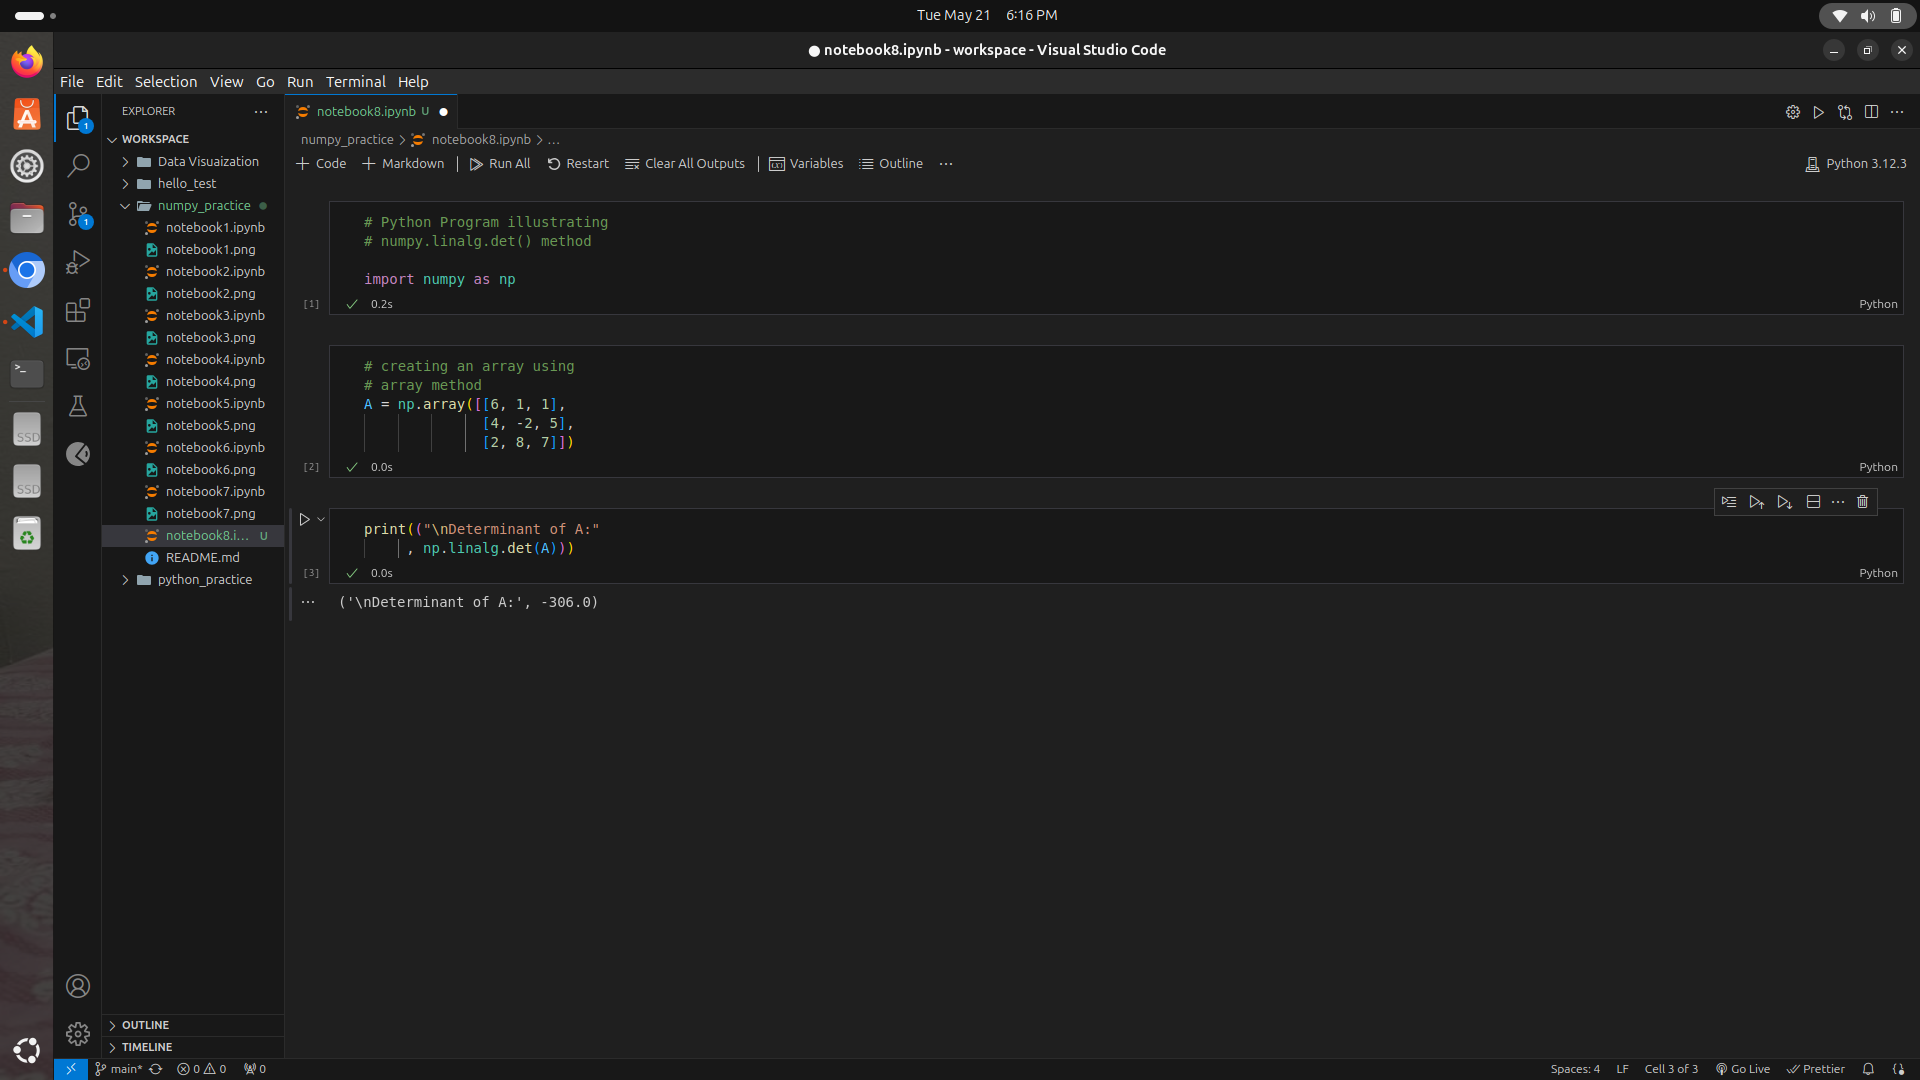 Tue May 21 6:16 PM
notebook8.ipynb - workspace - Visual Studio Code
File Edit Selection View Go Run Terminal Help
EXPLORER
WORKSPACE
Data Visuaization
hello_test
numpy_practice
notebook1.ipynb
notebook1.png
notebook2.ipynb
notebook2.png
notebook3.ipynb
notebook3.png
notebook4.ipynb
notebook4.png
notebook5.ipynb
notebook5.png
notebook6.ipynb
notebook6.png
notebook7.ipynb
notebook7.png
notebook8.i... U
README.md
python_practice
OUTLINE
TIMELINE
1
1
SSD
SSD
notebook8.ipynb U
numpy_practice > notebook8.ipynb > ...
Code Markdown Run All Restart Clear All Outputs Variables Outline ... Python 3.12.3
# Python Program illustrating
# numpy.linalg.det() method
import numpy as np
[1] 0.2s Python
# creating an array using
# array method
A = np.array([[6, 1, 1],
[4, -2, 5],
[2, 8, 7]])
[2] 0.0s Python
print(("\nDeterminant of A:"
, np.linalg.det(A)))
[3] 0.0s Python
... ('\nDeterminant of A:', -306.0)
main* 0 0 0 Spaces: 4 LF Cell 3 of 3 Go Live Prettier